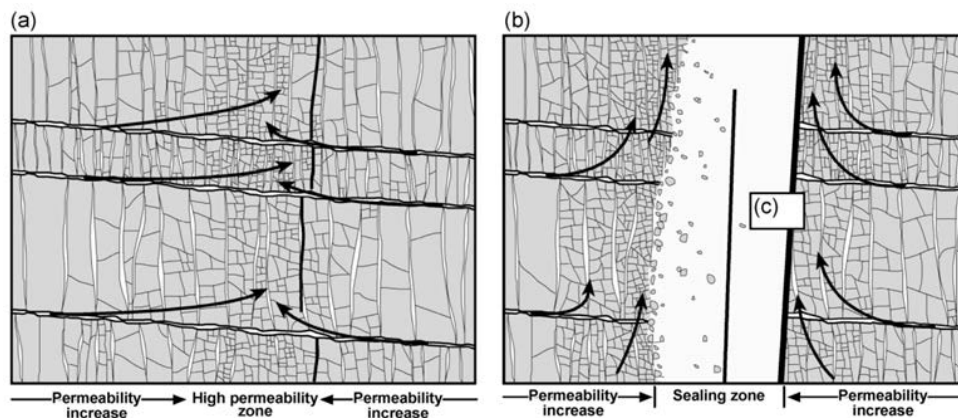 (a)
(b)
(c)
Permeability increase
High permeability zone
Permeability increase
Permeability increase
Sealing zone
Permeability increase